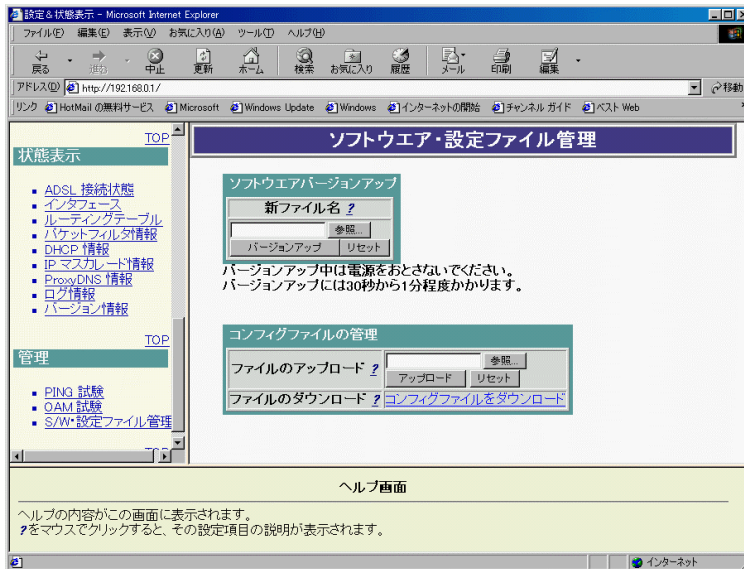 設定＆状態表示 - Microsoft Internet Explorer
ファイル(F) 編集(E) 表示(V) お気に入り(A) ツール(T) ヘルプ(H)
戻る 進む 中止 更新 ホーム 検索 お気に入り 履歴 メール 印刷 編集
アドレス(D) http://192.168.0.1/ 移動
リンク HotMail の無料サービス Microsoft Windows Update Windows インターネットの開始 チャンネル ガイド ベスト Web
TOP
状態表示
ADSL 接続状態
インタフェース
ルーティングテーブル
パケットフィルタ情報
DHCP 情報
IP マスカレード情報
ProxyDNS 情報
ログ情報
バージョン情報
TOP
管理
PING 試験
OAM 試験
S/W・設定ファイル管理
TOP
ソフトウエア・設定ファイル管理
ソフトウエアバージョンアップ
新ファイル名 ?
参照...
バージョンアップ リセット
バージョンアップ中は電源をおとさないでください。
バージョンアップには30秒から1分程度かかります。
コンフィグファイルの管理
ファイルのアップロード ? 参照...
アップロード リセット
ファイルのダウンロード ? コンフィグファイルをダウンロード
ヘルプ画面
ヘルプの内容がこの画面に表示されます。
?をマウスでクリックすると、その設定項目の説明が表示されます。
インターネット